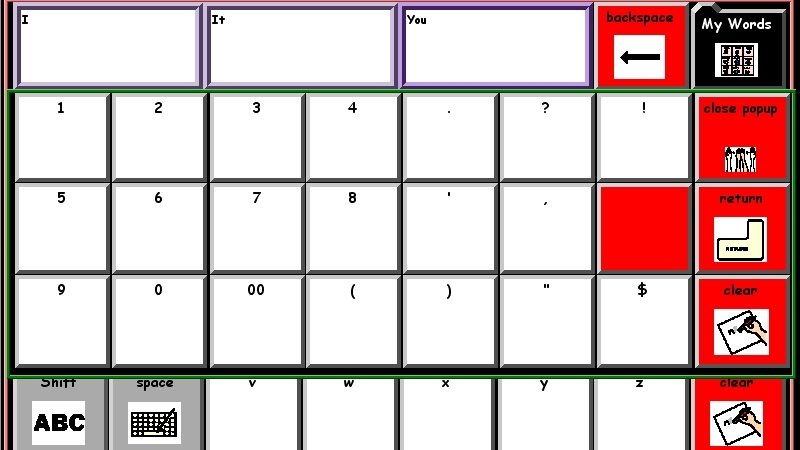 I It You backspace My Words
1 2 3 4 . ? ! close popup
5 6 7 8 ' , return
9 0 00 ( ) " $ clear
Shift space v w x y z clear
ABC